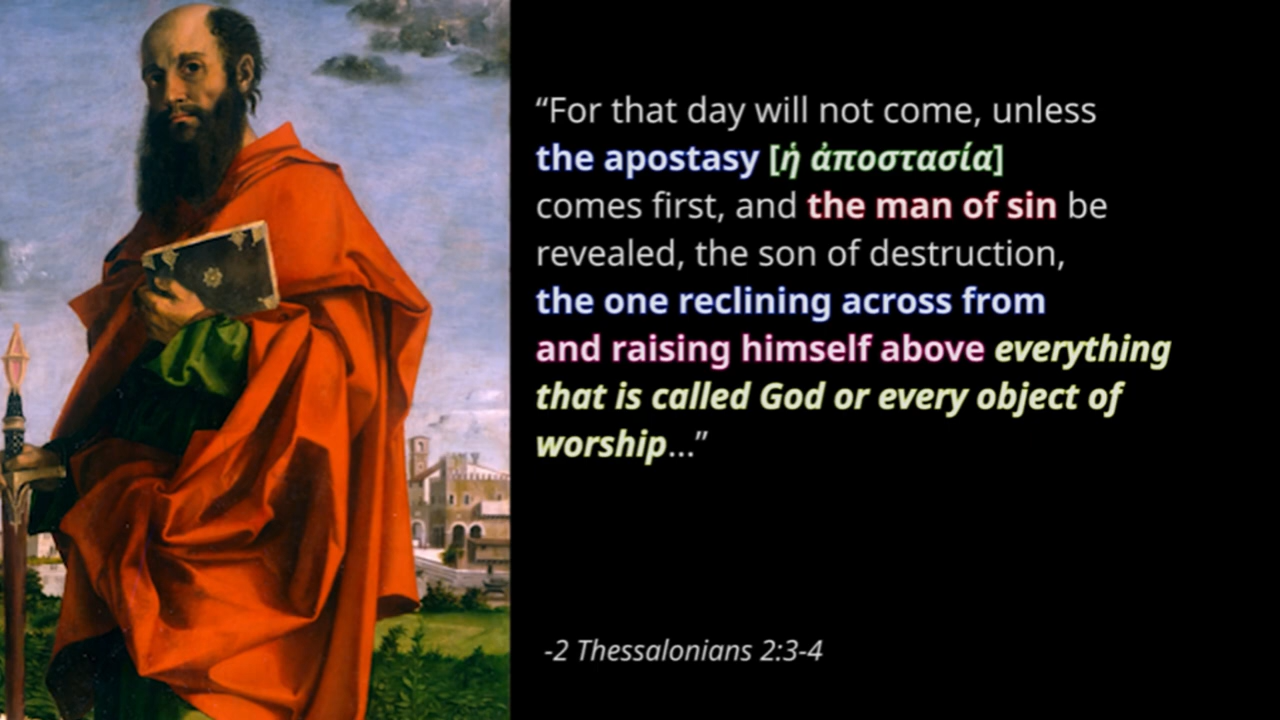 “For that day will not come, unless
the apostasy [ἡ ἀποστασία]
comes first, and the man of sin be
revealed, the son of destruction,
the one reclining across from
and raising himself above everything
that is called God or every object of
worship...”
-2 Thessalonians 2:3-4